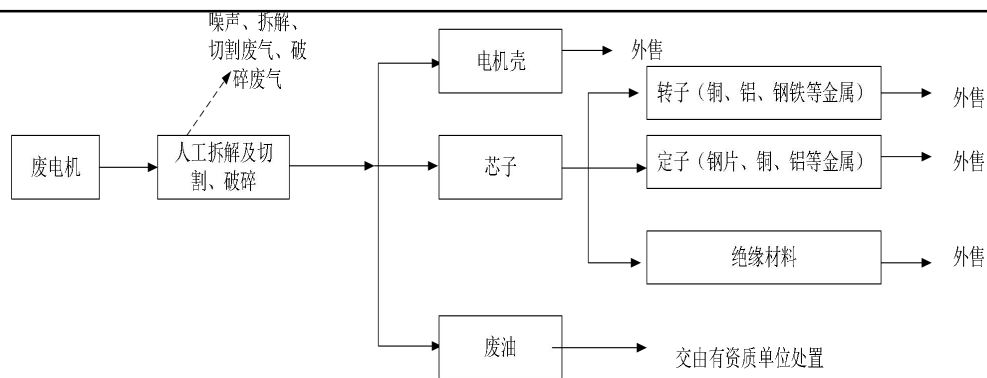 噪声、拆解、
切割废气、破
碎废气
电机壳
外售
转子（铜、铝、钢铁等金属）
外售
废电机
人工拆解及切
割、破碎
芯子
定子（钢片、铜、铝等金属）
外售
绝缘材料
外售
废油
交由有资质单位处置